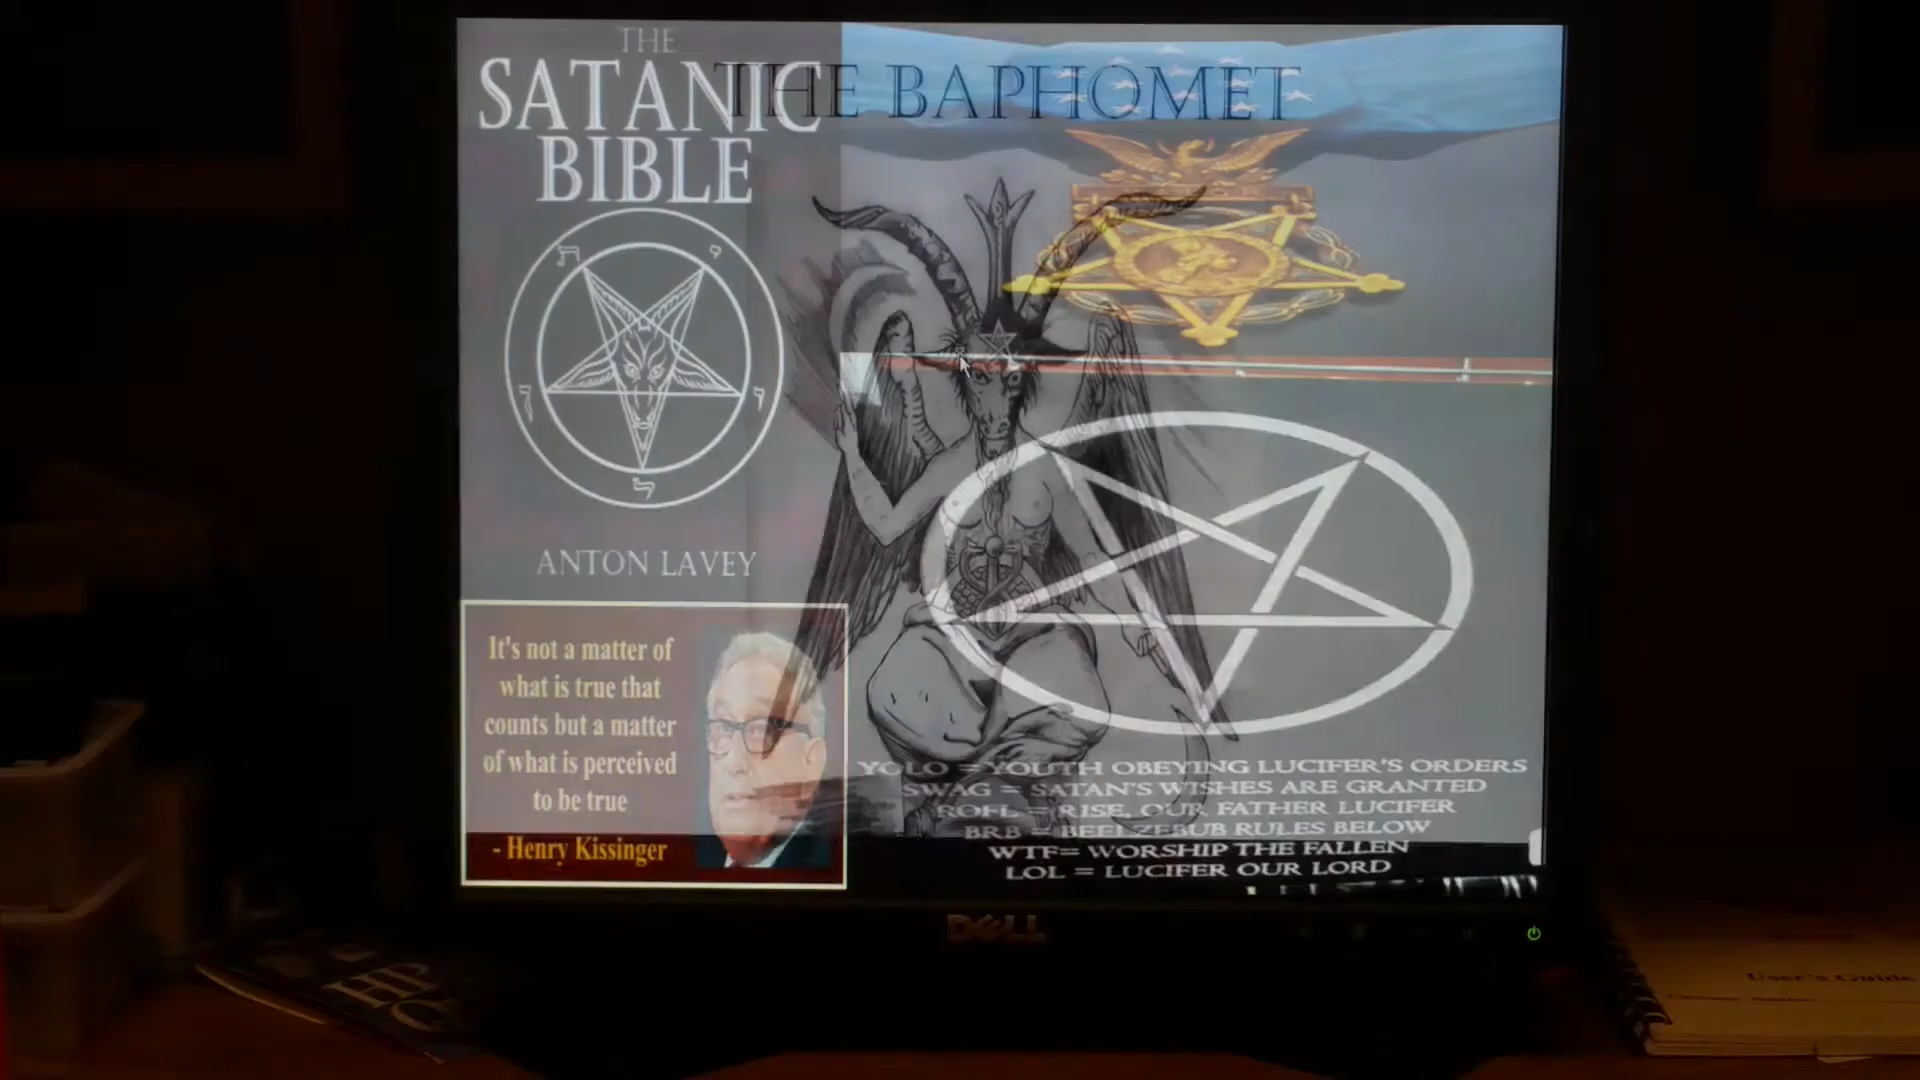 THE
SATANIC
BIBLE
THE BAPHOMET
ת
י
ו
ANTON LAVEY
It's not a matter of
what is true that
counts but a matter
of what is perceived
to be true
- Henry Kissinger
YOLO = YOUTH OBEYING LUCIFER'S ORDERS
SWAG = SATAN'S WISHES ARE GRANTED
ROFL = RISE, OUR FATHER LUCIFER
BRB = BEELZEBUB RULES BELOW
WTF= WORSHIP THE FALLEN
LOL = LUCIFER OUR LORD
DELL
User's Guide